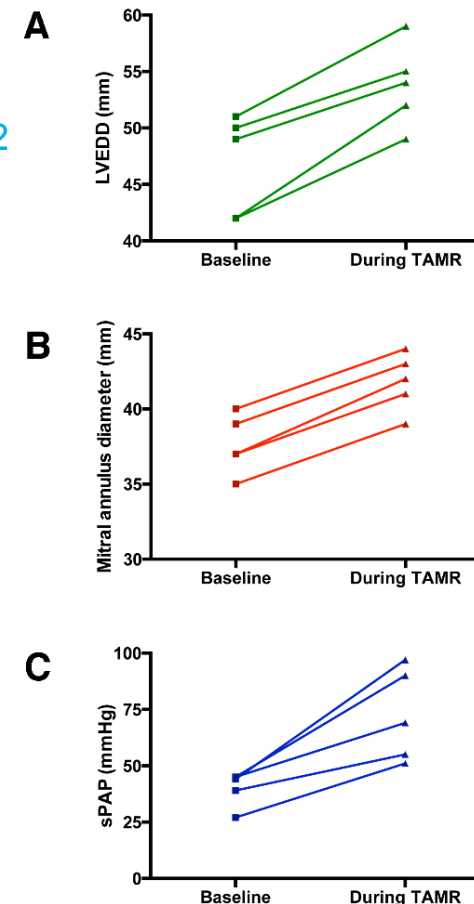 A
60
55
50
45
40
LVEDD (mm)
Baseline During TAMR
2
B
45
40
35
30
Mitral annulus diameter (mm)
Baseline During TAMR
C
100
75
50
25
0
sPAP (mmHg)
Baseline During TAMR